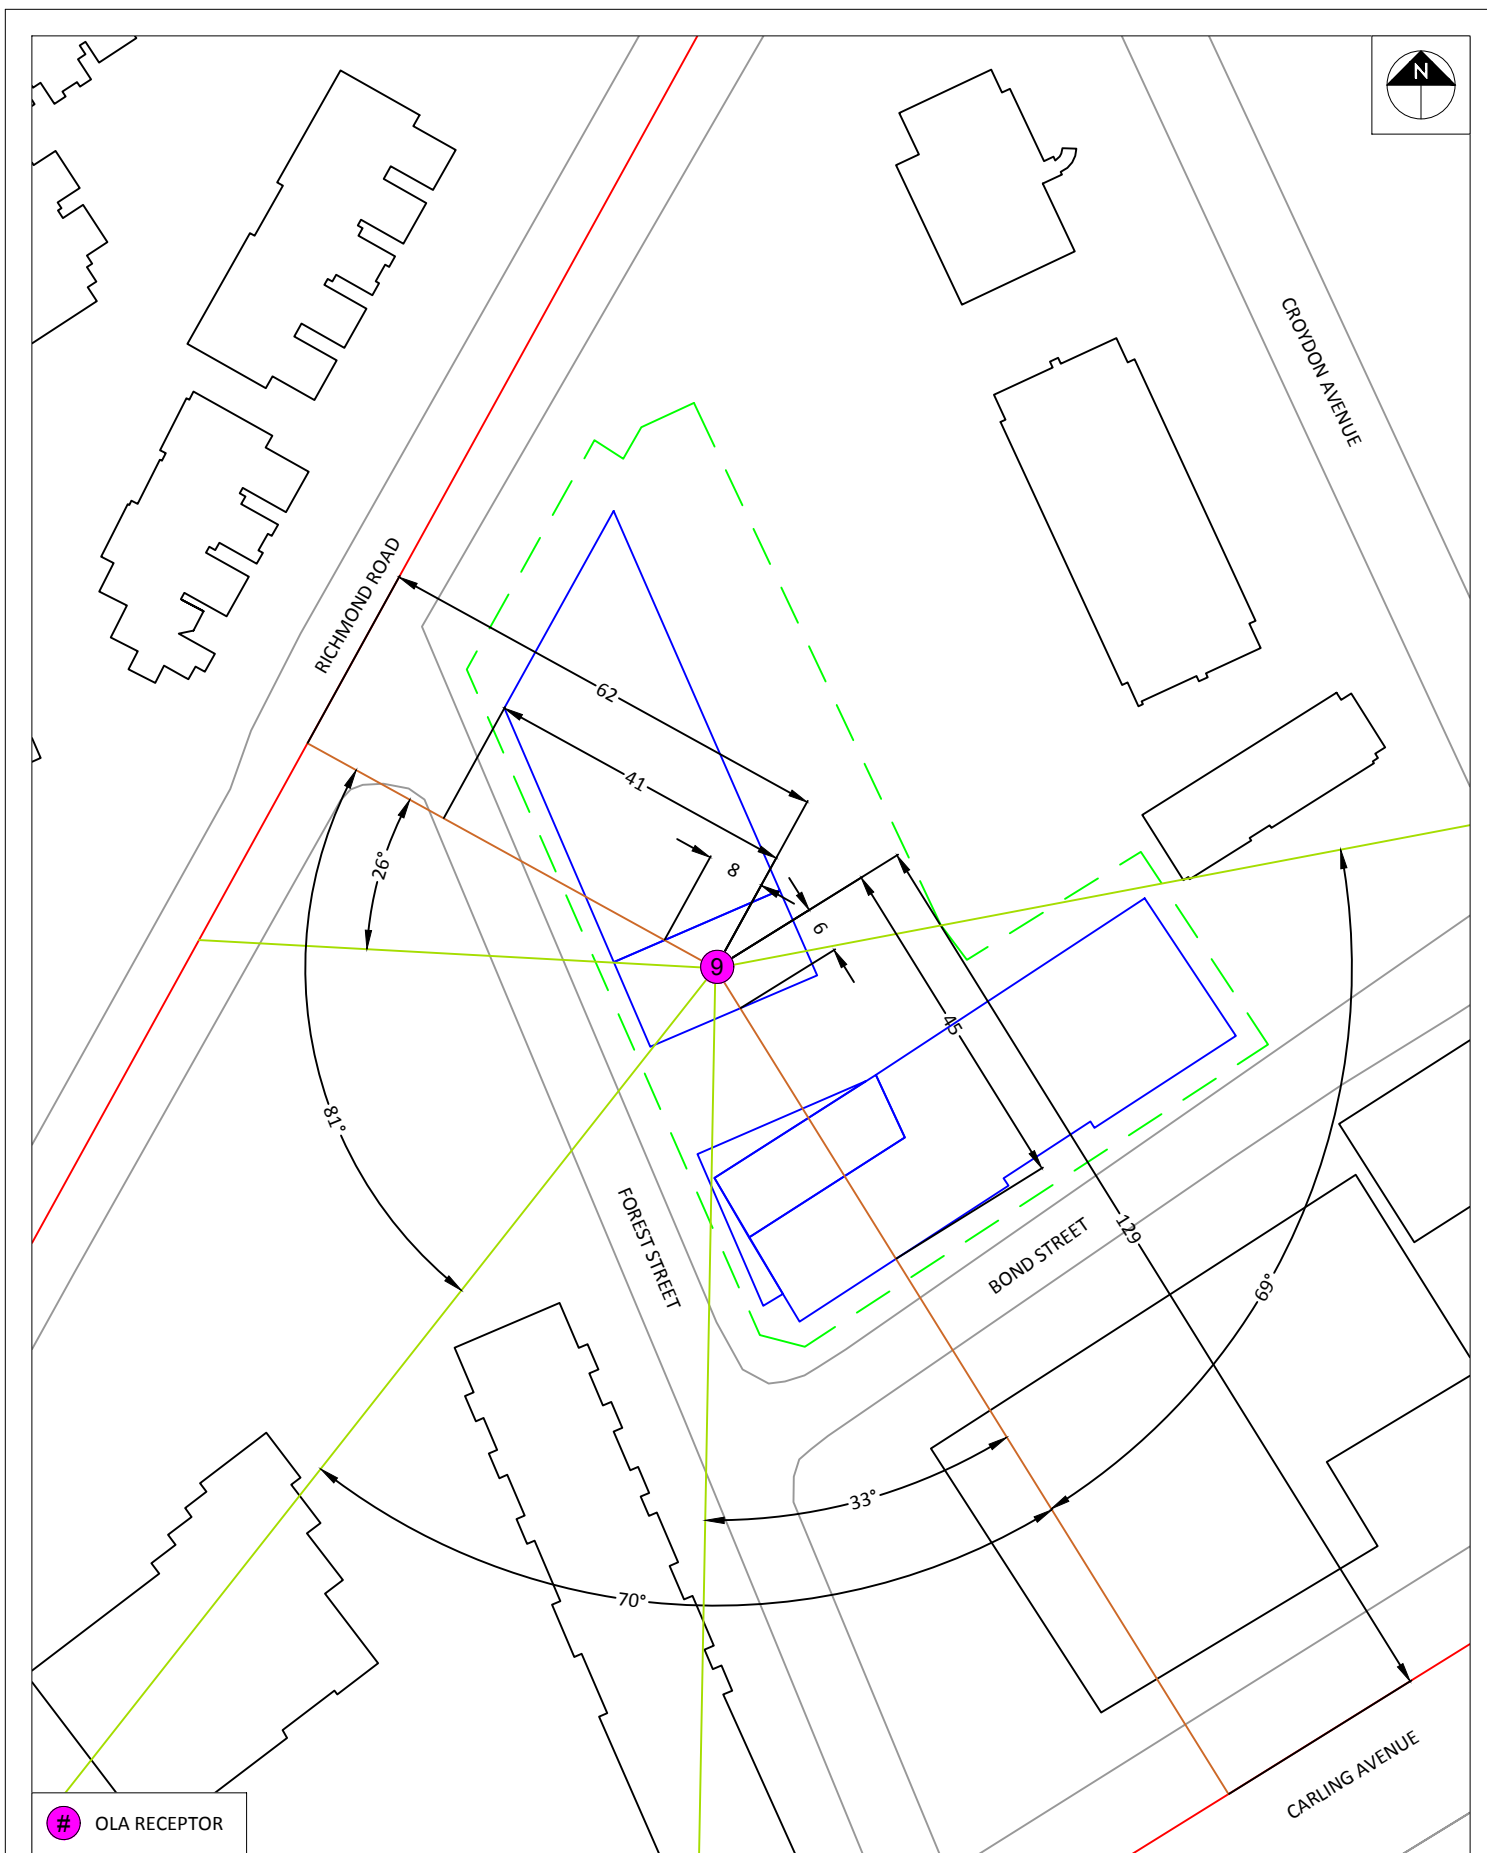 N
CROYDON AVENUE
RICHMOND ROAD
62
41
8
26°
6
9
45
81°
129
FOREST STREET
BOND STREET
69°
33°
70°
CARLING AVENUE
# OLA RECEPTOR